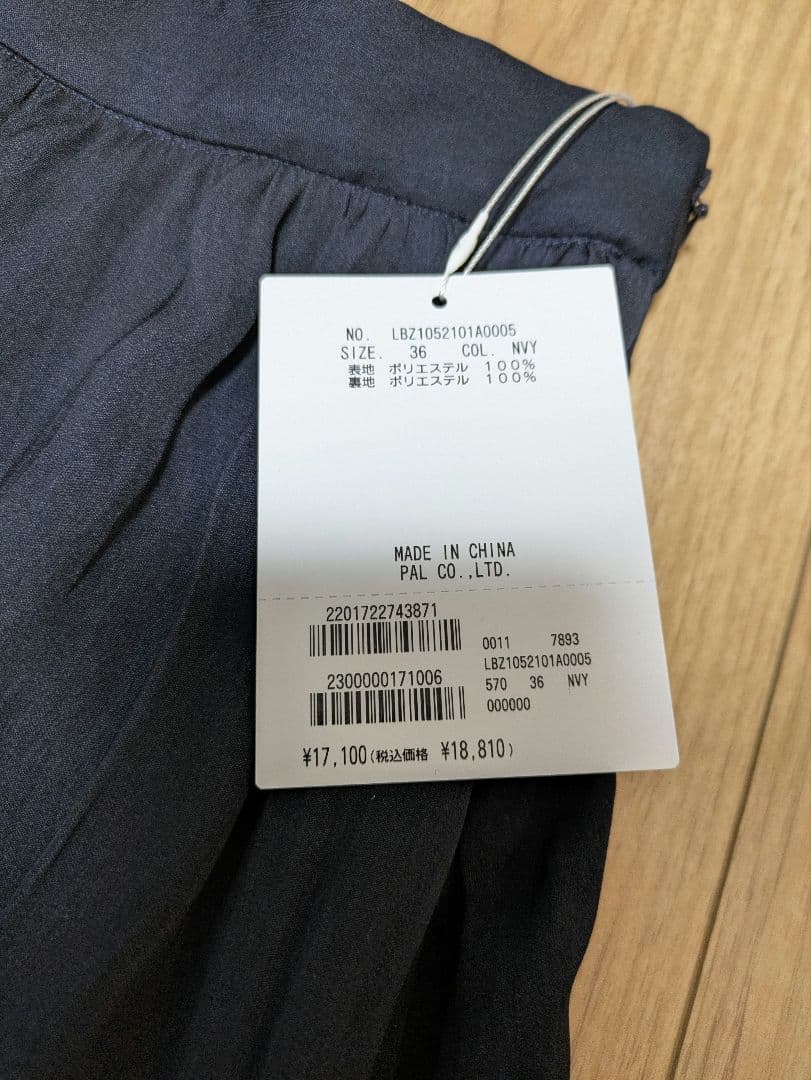 NO. LBZ1052101A0005
SIZE. 36 COL. NVY
表地 ポリエステル 100%
裏地 ポリエステル 100%
MADE IN CHINA
PAL CO.,LTD.
2201722743871
2300000171006
0011 7893
LBZ1052101A0005
570 36 NVY
000000
¥17,100(税込価格 ¥18,810)